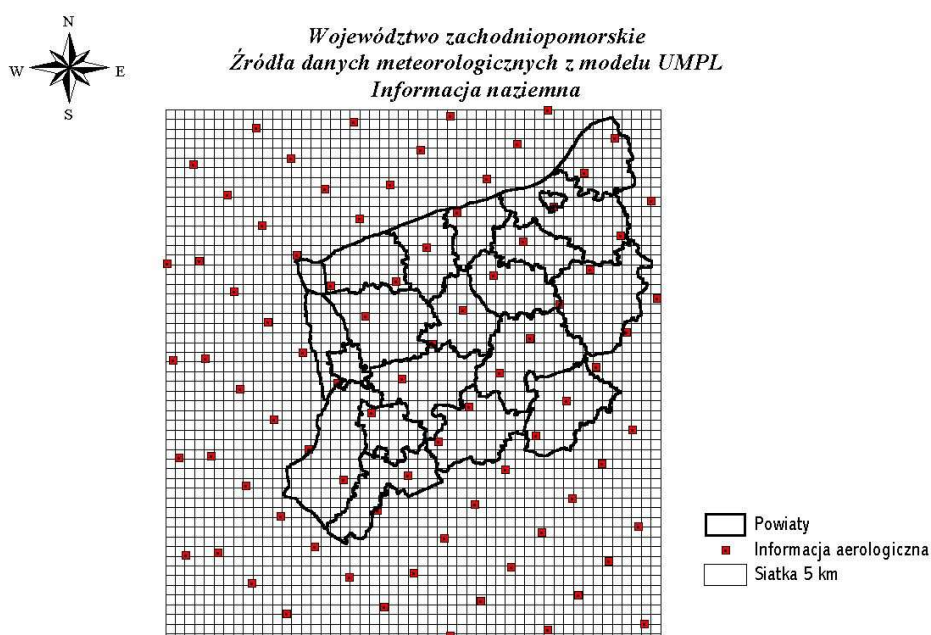 N
W E
S
Województwo zachodniopomorskie
Źródła danych meteorologicznych z modelu UMPL
Informacja naziemna
Powiaty
Informacja aerologiczna
Siatka 5 km